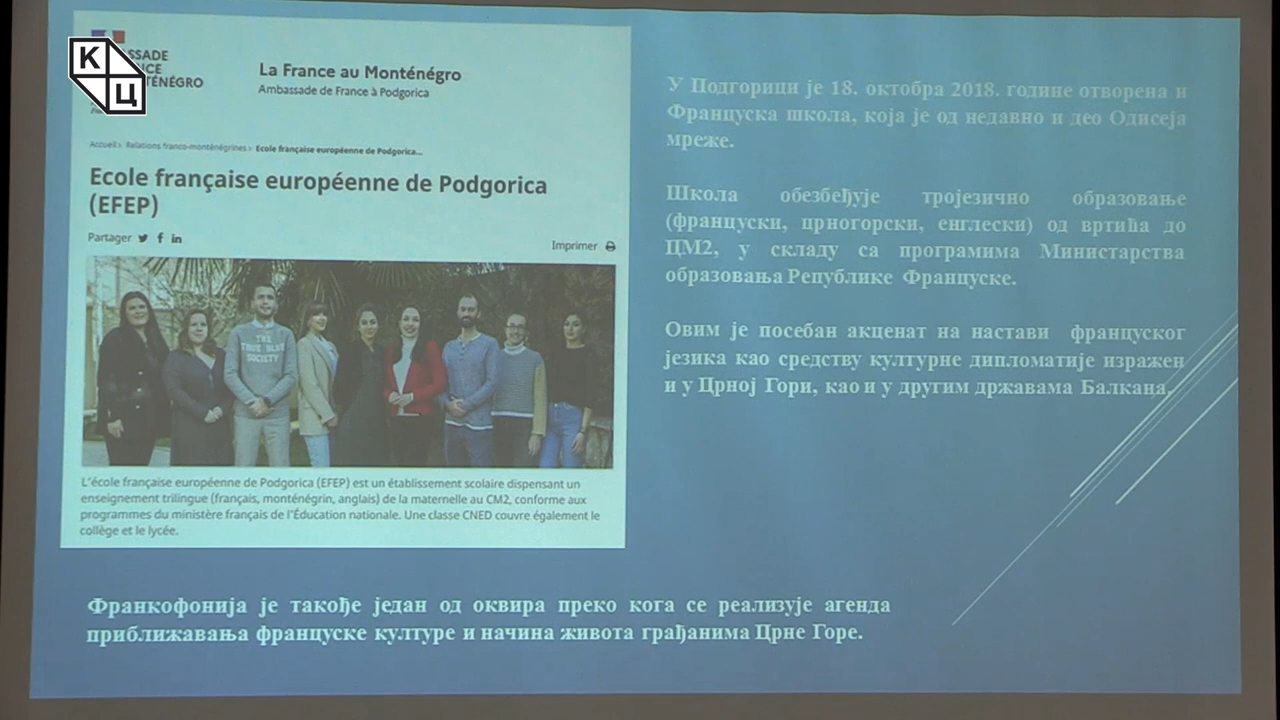 К
Ц
SSADE
CE
TÉNÉGRO
La France au Monténégro
Ambassade de France à Podgorica
Accueil > Relations franco-monténégrines > Ecole française européenne de Podgorica...
Ecole française européenne de Podgorica
(EFEP)
Partager
Imprimer
THE
TRUE BLUE
SOCIETY
L'école française européenne de Podgorica (EFEP) est un établissement scolaire dispensant un
enseignement trilingue (français, monténégrin, anglais) de la maternelle au CM2, conforme aux
programmes du ministère français de l'Éducation nationale. Une classe CNED couvre également le
collège et le lycée.
У Подгорици је 18. октобра 2018. године отворена и
Француска школа, која је од недавно и део Одисеја
мреже.
Школа обезбеђује тројезично образовање
(француски, црногорски, енглески) од вртића до
ЦМ2, у складу са програмима Министарства
образовања Републике Француске.
Овим је посебан акценат на настави француског
језика као средству културне дипломатије изражен
и у Црној Гори, као и у другим државама Балкана.
Франкофонија је такође један од оквира преко кога се реализује агенда
приближавања француске културе и начина живота грађанима Црне Горе.